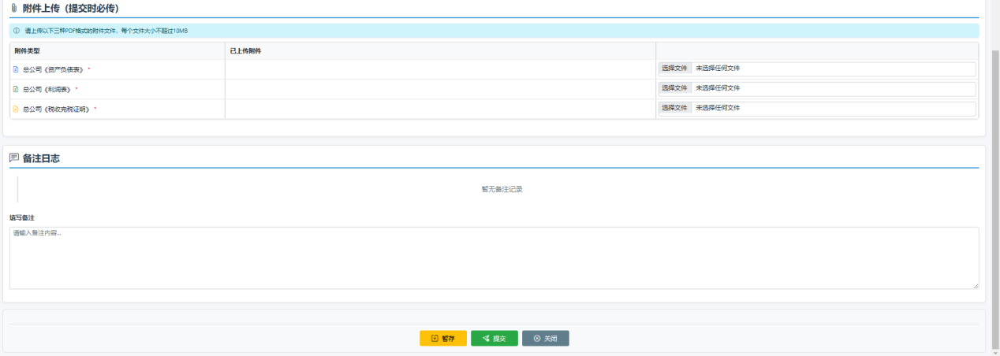 附件上传（提交时必传）
请上传以下三种PDF格式的附件文件，每个文件大小不超过10MB
附件类型 已上传附件
总公司《资产负债表》 * 选择文件 未选择任何文件
总公司《利润表》 * 选择文件 未选择任何文件
总公司《税收完税证明》 * 选择文件 未选择任何文件
备注日志
暂无备注记录
填写备注
请输入备注内容...
暂存 提交 关闭